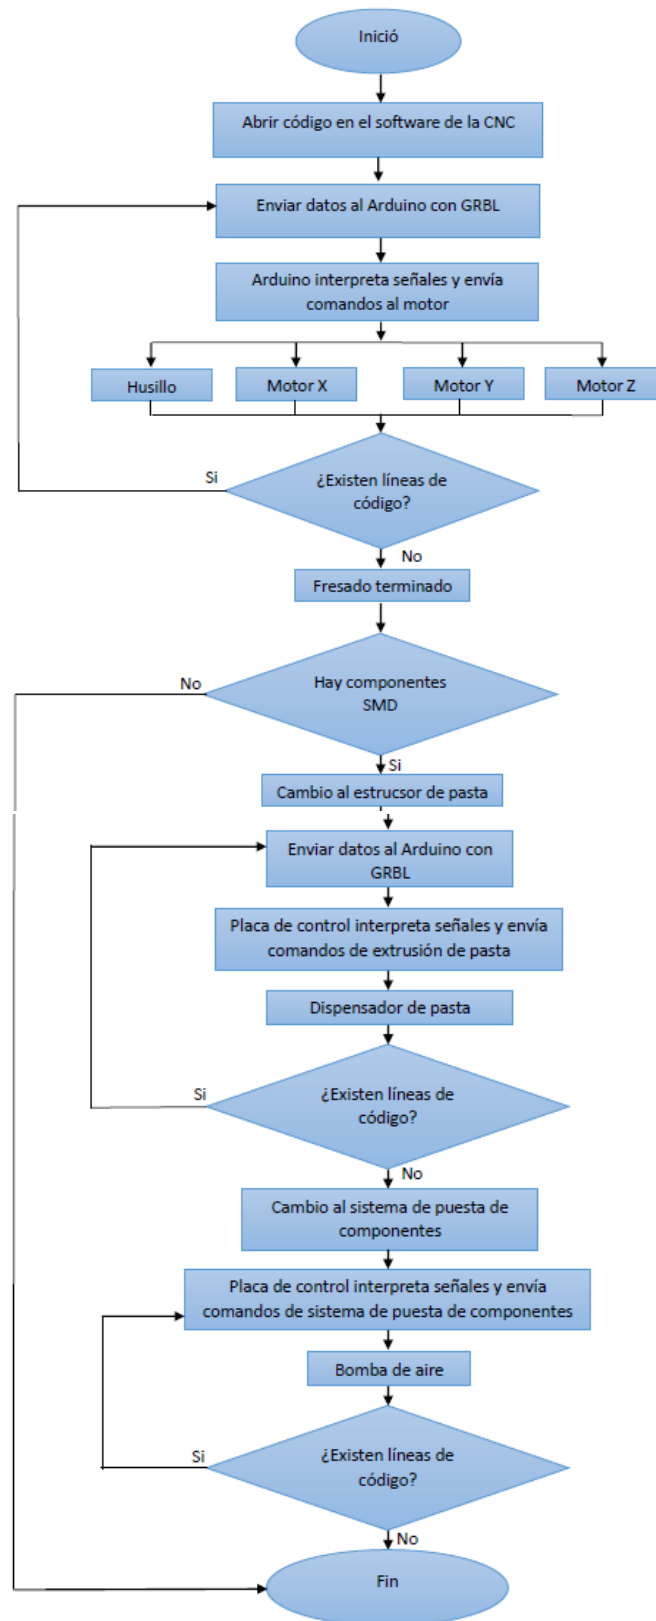 Inició
Abrir código en el software de la CNC
Enviar datos al Arduino con GRBL
Arduino interpreta señales y envía
comandos al motor
Husillo
Motor X
Motor Y
Motor Z
Si
¿Existen líneas de
código?
No
Fresado terminado
No
Hay componentes
SMD
Si
Cambio al estrucsor de pasta
Enviar datos al Arduino con
GRBL
Placa de control interpreta señales y envía
comandos de extrusión de pasta
Dispensador de pasta
Si
¿Existen líneas de
código?
No
Cambio al sistema de puesta de
componentes
Placa de control interpreta señales y envía
comandos de sistema de puesta de componentes
Bomba de aire
Si
¿Existen líneas de
código?
No
Fin